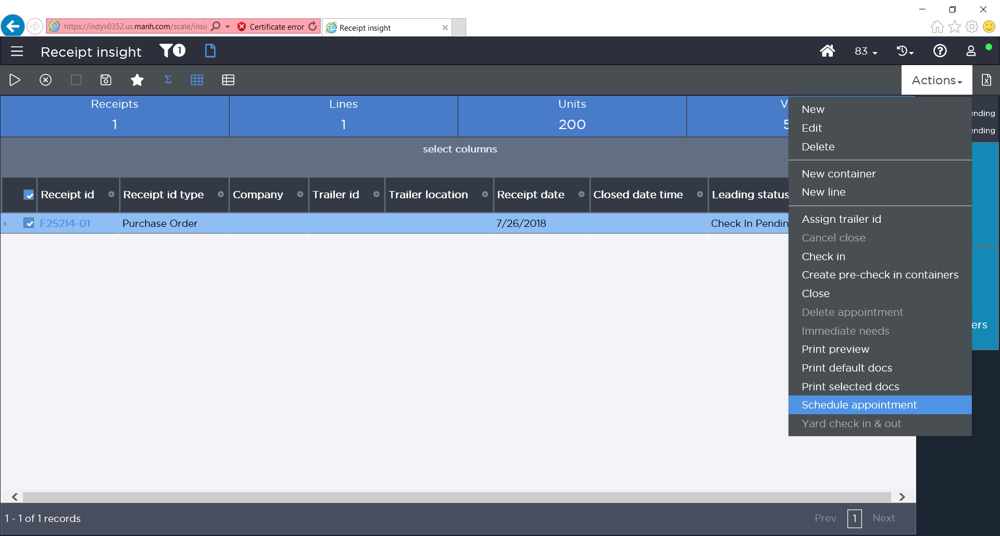 https://indyv0352.us.manh.com/scale/insi
Certificate error
Receipt insight
Receipt insight
1
83
Actions
Receipts
1
Lines
1
Units
200
select columns
Receipt id
Receipt id type
Company
Trailer id
Trailer location
Receipt date
Closed date time
Leading status
F25214-01
Purchase Order
7/26/2018
Check In Pendin
New
Edit
Delete
New container
New line
Assign trailer id
Cancel close
Check in
Create pre-check in containers
Close
Delete appointment
Immediate needs
Print preview
Print default docs
Print selected docs
Schedule appointment
Yard check in & out
ending
ending
ers
1 - 1 of 1 records
Prev
1
Next